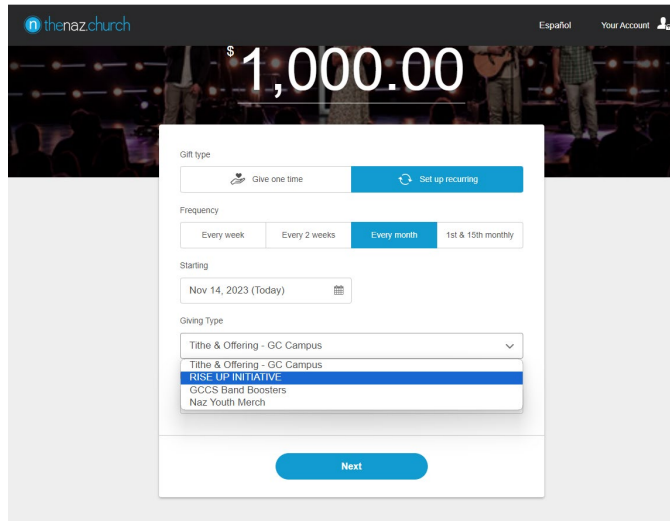 n thenaz.church
Español Your Account
$1,000.00
Gift type
Give one time Set up recurring
Frequency
Every week Every 2 weeks Every month 1st & 15th monthly
Starting
Nov 14, 2023 (Today)
Giving Type
Tithe & Offering - GC Campus
Tithe & Offering - GC Campus
RISE UP INITIATIVE
GCCS Band Boosters
Naz Youth Merch
Next